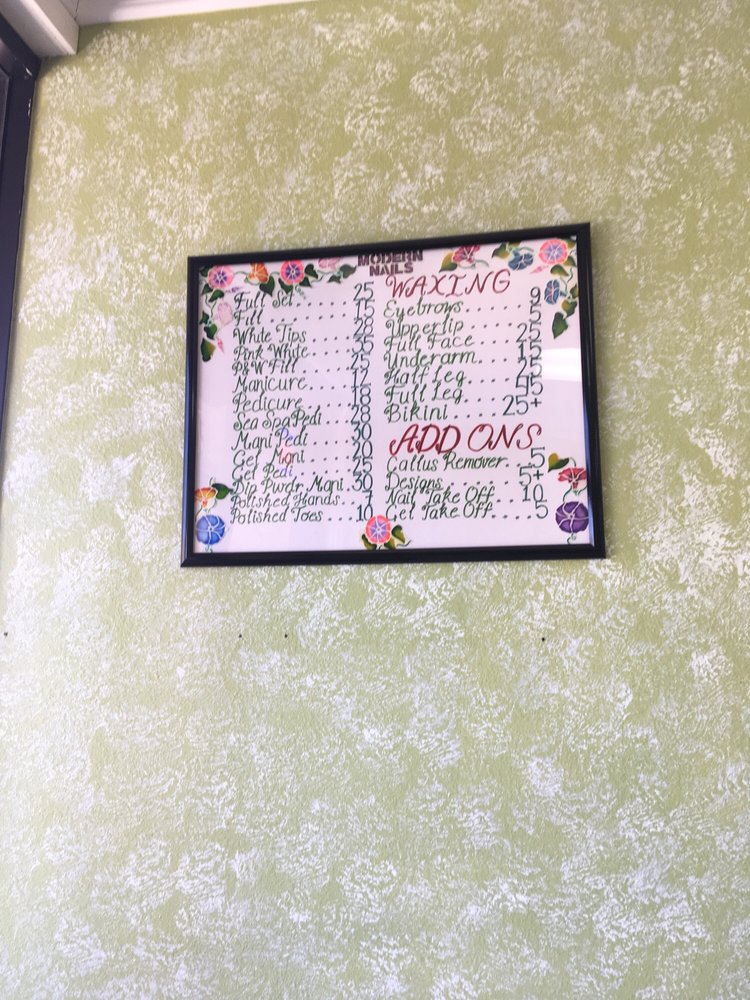 MODERN
NAILS
Full Set . . . . 25
Fill . . . . 15
White Tips . . . . 28
Pink White . . . .
P&W Fill . . . .
Manicure . . . . 12
Pedicure . . . . 18
Sea Spa Pedi . . . 28
Mani Pedi . . . . 30
Gel Mani . . . .
Gel Pedi . . . . 25
Dip Pwdr Mani . 30
Polished Hands . . . 7
Polished Toes . . . 10
WAXING
Eyebrows . . . . 9
Upperlip . . . . 5
Full Face . . . . 25
Underarm . . . . 15
Half Leg . . . . 25
Full Leg . . . . 45
Bikini . . . . 25+
ADD ONS
Callus Remover . . . 5
Designs . . . 5+
Nail Take Off . . 10
Gel Take Off . . . . . 5